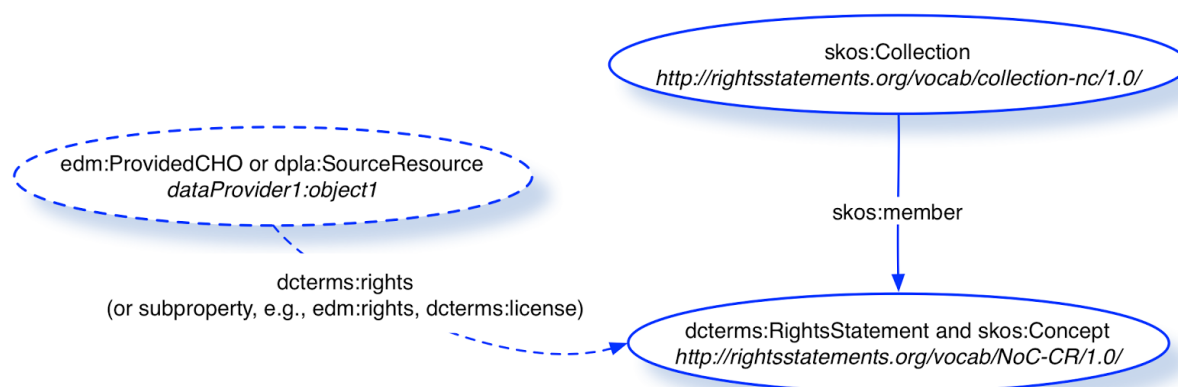 skos:Collection
http://rightsstatements.org/vocab/collection-nc/1.0/
edm:ProvidedCHO or dpla:SourceResource
dataProvider1:object1
skos:member
dcterms:rights
(or subproperty, e.g., edm:rights, dcterms:license)
dcterms:RightsStatement and skos:Concept
http://rightsstatements.org/vocab/NoC-CR/1.0/